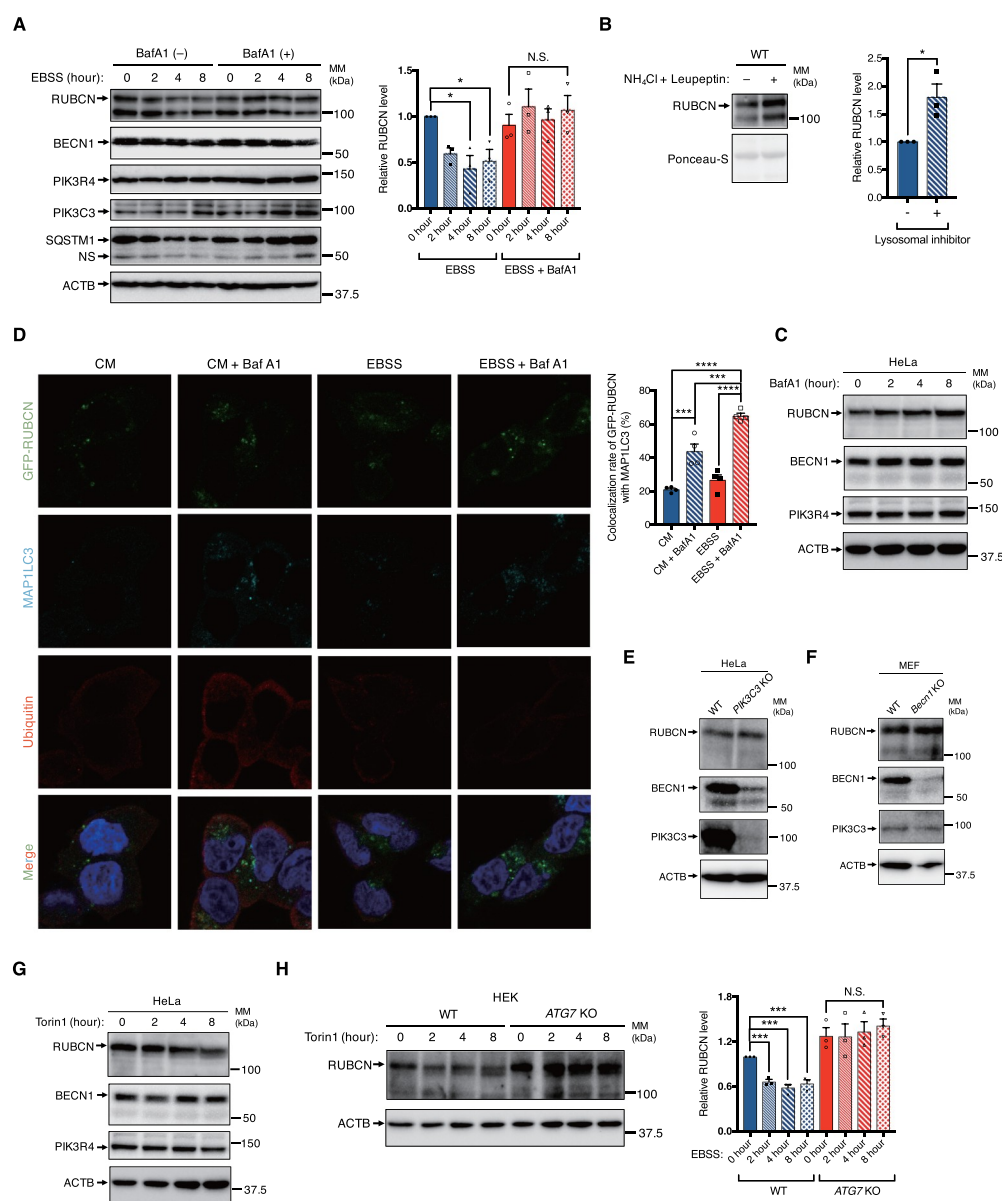 A
BafA1 (–) BafA1 (+)
MM
(kDa)
EBSS (hour): 0 2 4 8 0 2 4 8
RUBCN
100
BECN1
50
PIK3R4
150
PIK3C3
100
SQSTM1
NS
50
ACTB
37.5
Relative RUBCN level
1.5
1.0
0.5
0.0
*
*
N.S.
0 hour 2 hour 4 hour 8 hour 0 hour 2 hour 4 hour 8 hour
EBSS EBSS + BafA1
B
WT
MM
(kDa)
NH4Cl + Leupeptin: - +
RUBCN
100
Ponceau-S
Relative RUBCN level
2.5
2.0
1.5
1.0
0.5
0.0
*
- +
Lysosomal inhibitor
D
CM CM + Baf A1 EBSS EBSS + Baf A1
GFP-RUBCN
MAP1LC3
Ubiquitin
Merge
Colocalization rate of GFP-RUBCN
with MAP1LC3 (%)
80
60
40
20
0
****
***
***
****
CM CM + BafA1 EBSS EBSS + BafA1
C
HeLa
MM
(kDa)
BafA1 (hour): 0 2 4 8
RUBCN
100
BECN1
50
PIK3R4
150
ACTB
37.5
E
HeLa
WT PIK3C3 KO
MM
(kDa)
RUBCN
100
BECN1
50
PIK3C3
100
ACTB
37.5
F
MEF
WT Becn1 KO
MM
(kDa)
RUBCN
100
BECN1
50
PIK3C3
100
ACTB
37.5
G
HeLa
MM
(kDa)
Torin1 (hour): 0 2 4 8
RUBCN
100
BECN1
50
PIK3R4
150
ACTB
37.5
H
HEK
WT ATG7 KO
MM
(kDa)
Torin1 (hour): 0 2 4 8 0 2 4 8
RUBCN
100
ACTB
37.5
Relative RUBCN level
1.8
1.2
0.6
0.0
***
***
***
N.S.
EBSS: 0 hour 2 hour 4 hour 8 hour 0 hour 2 hour 4 hour 8 hour
WT ATG7 KO